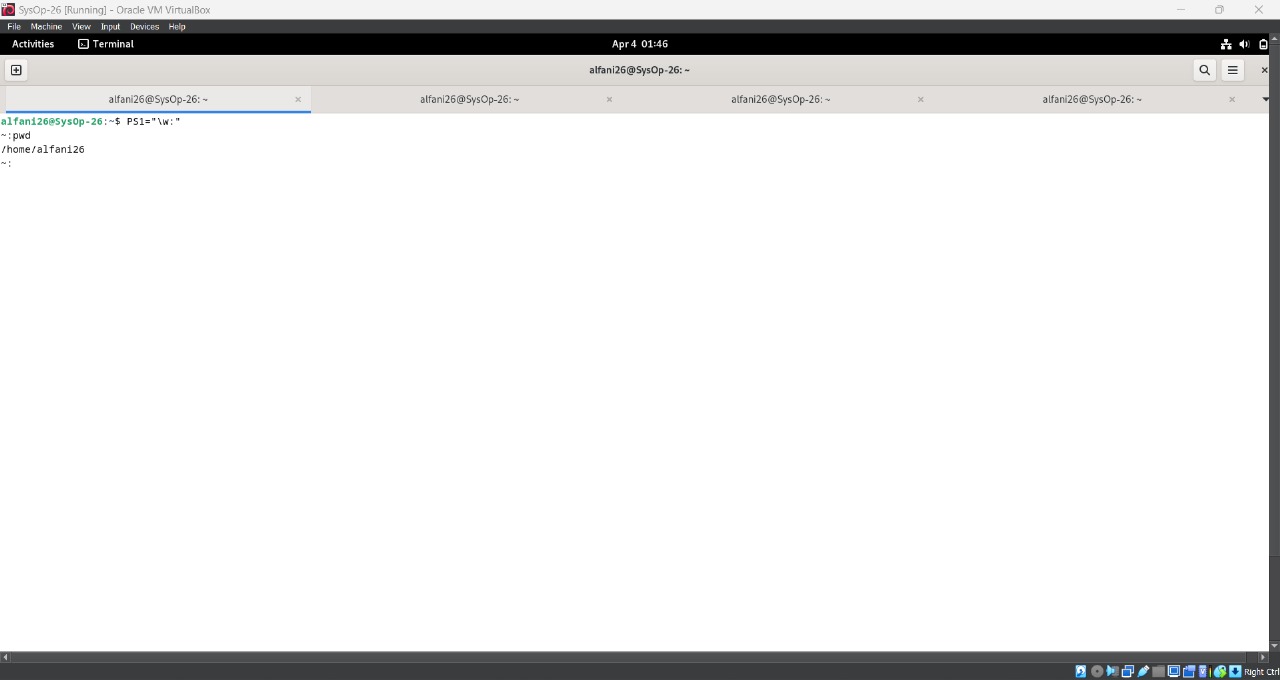 SysOp-26 [Running] - Oracle VM VirtualBox
File Machine View Input Devices Help
Activities Terminal Apr 4 01:46
alfani26@SysOp-26: ~
alfani26@SysOp-26: ~ alfani26@SysOp-26: ~ alfani26@SysOp-26: ~ alfani26@SysOp-26: ~
alfani26@SysOp-26:~$ PS1="\w:"
~:pwd
/home/alfani26
~:
Right Ctrl